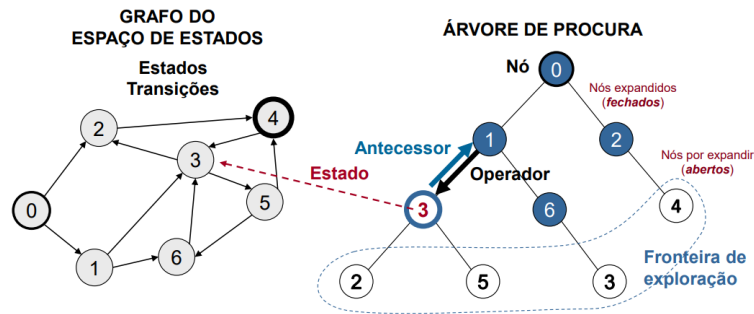 GRAFO DO
ESPAÇO DE ESTADOS
Estados
Transições
0
1
2
3
4
5
6
Estado
ÁRVORE DE PROCURA
Nó
0
Nós expandidos
(fechados)
Antecessor
1
2
Operador
Nós por expandir
(abertos)
3
6
4
Fronteira de
exploração
2
5
3